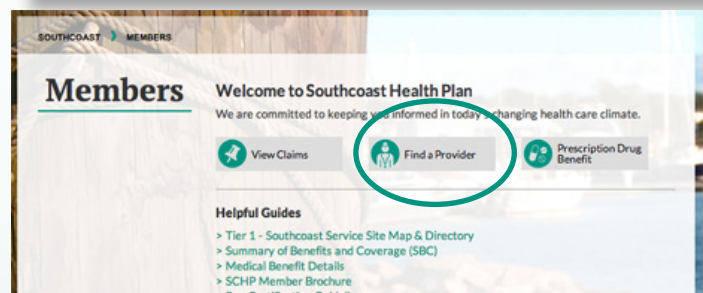 SOUTHCOAST > MEMBERS
Members
Welcome to Southcoast Health Plan
We are committed to keeping you informed in today's changing health care climate.
View Claims
Find a Provider
Prescription Drug
Benefit
Helpful Guides
> Tier 1 - Southcoast Service Site Map & Directory
> Summary of Benefits and Coverage (SBC)
> Medical Benefit Details
> SCHP Member Brochure